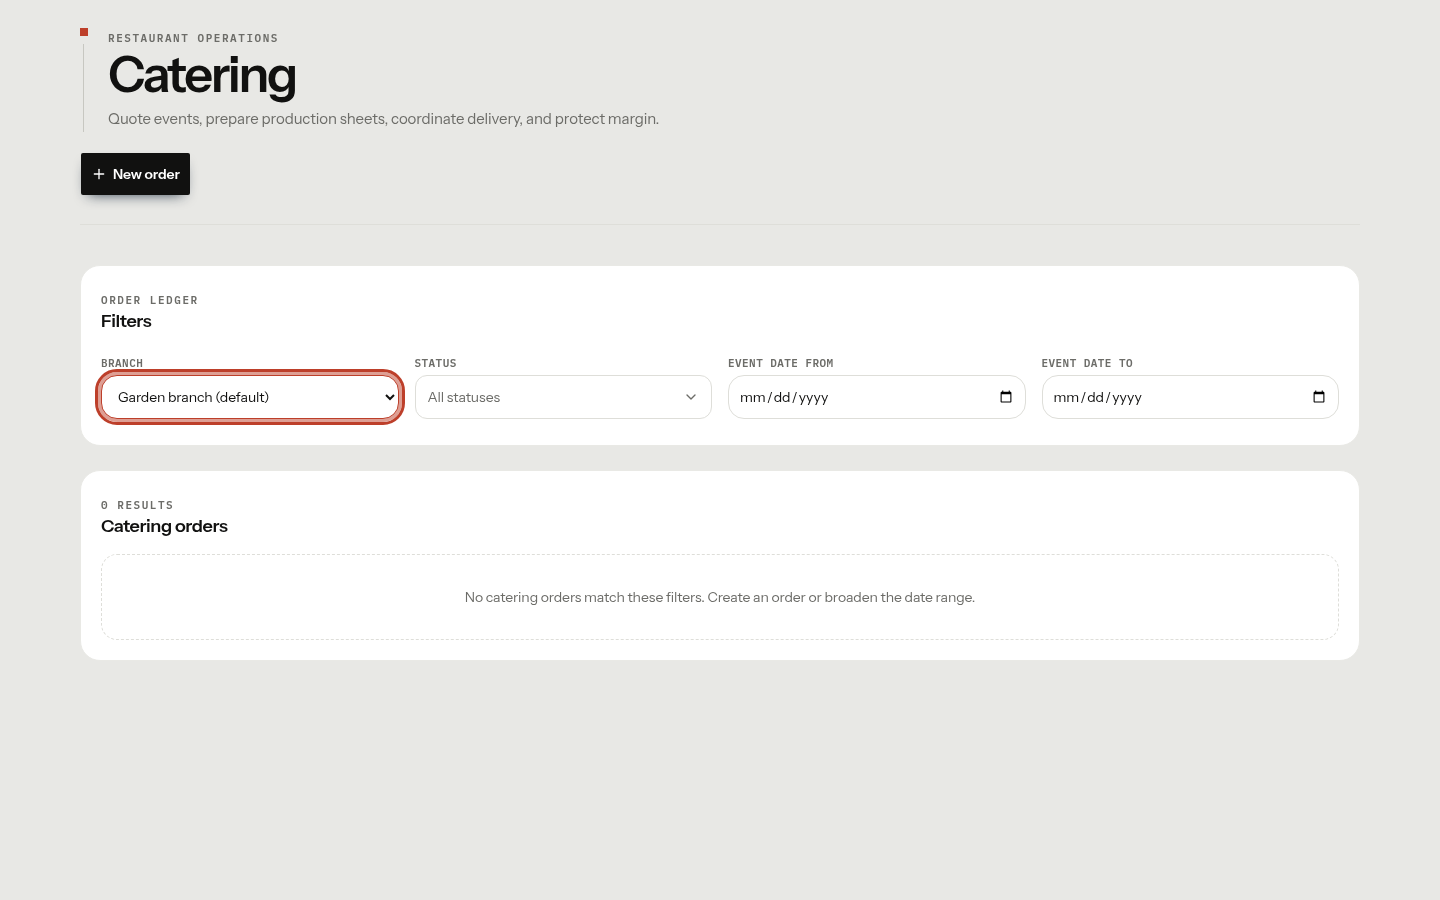 RESTAURANT OPERATIONS
Catering
Quote events, prepare production sheets, coordinate delivery, and protect margin.
New order
ORDER LEDGER
Filters
BRANCH
Garden branch (default)
STATUS
All statuses
EVENT DATE FROM
mm/dd/yyyy
EVENT DATE TO
mm/dd/yyyy
0 RESULTS
Catering orders
No catering orders match these filters. Create an order or broaden the date range.